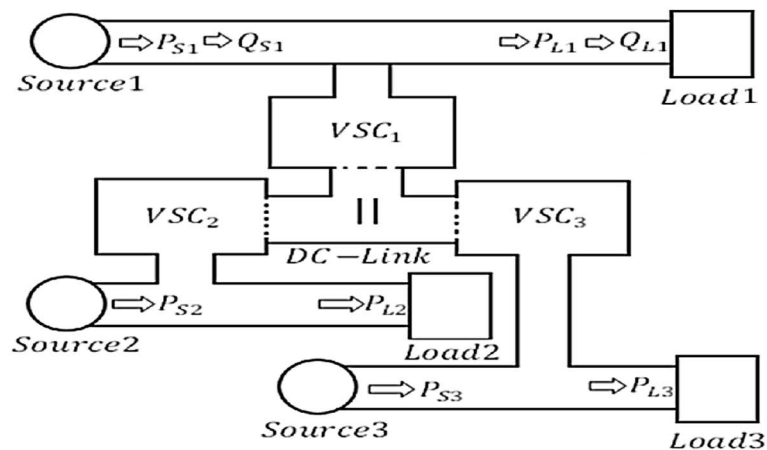 P_S1 Q_S1 P_L1 Q_L1
Source1
Load1
VSC_1
VSC_2
VSC_3
DC-Link
P_S2 P_L2
Source2
Load2
P_S3 P_L3
Source3
Load3